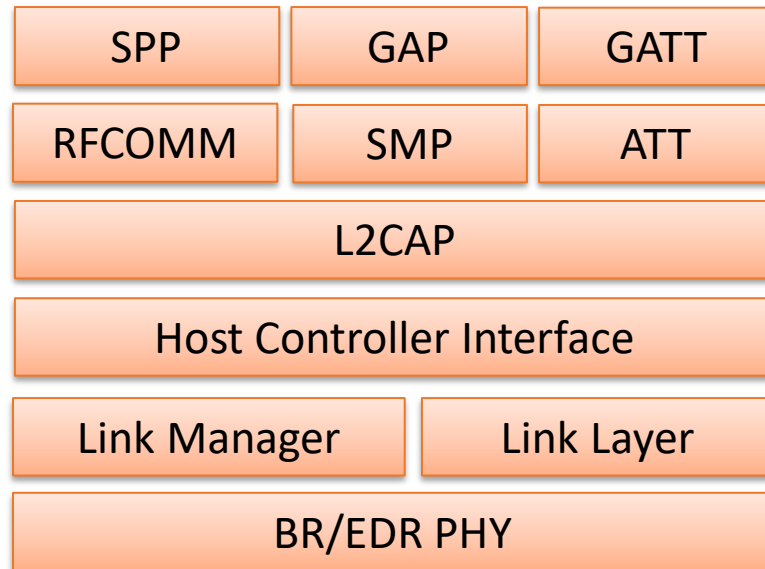 SPP GAP GATT
RFCOMM SMP ATT
L2CAP
Host Controller Interface
Link Manager Link Layer
BR/EDR PHY